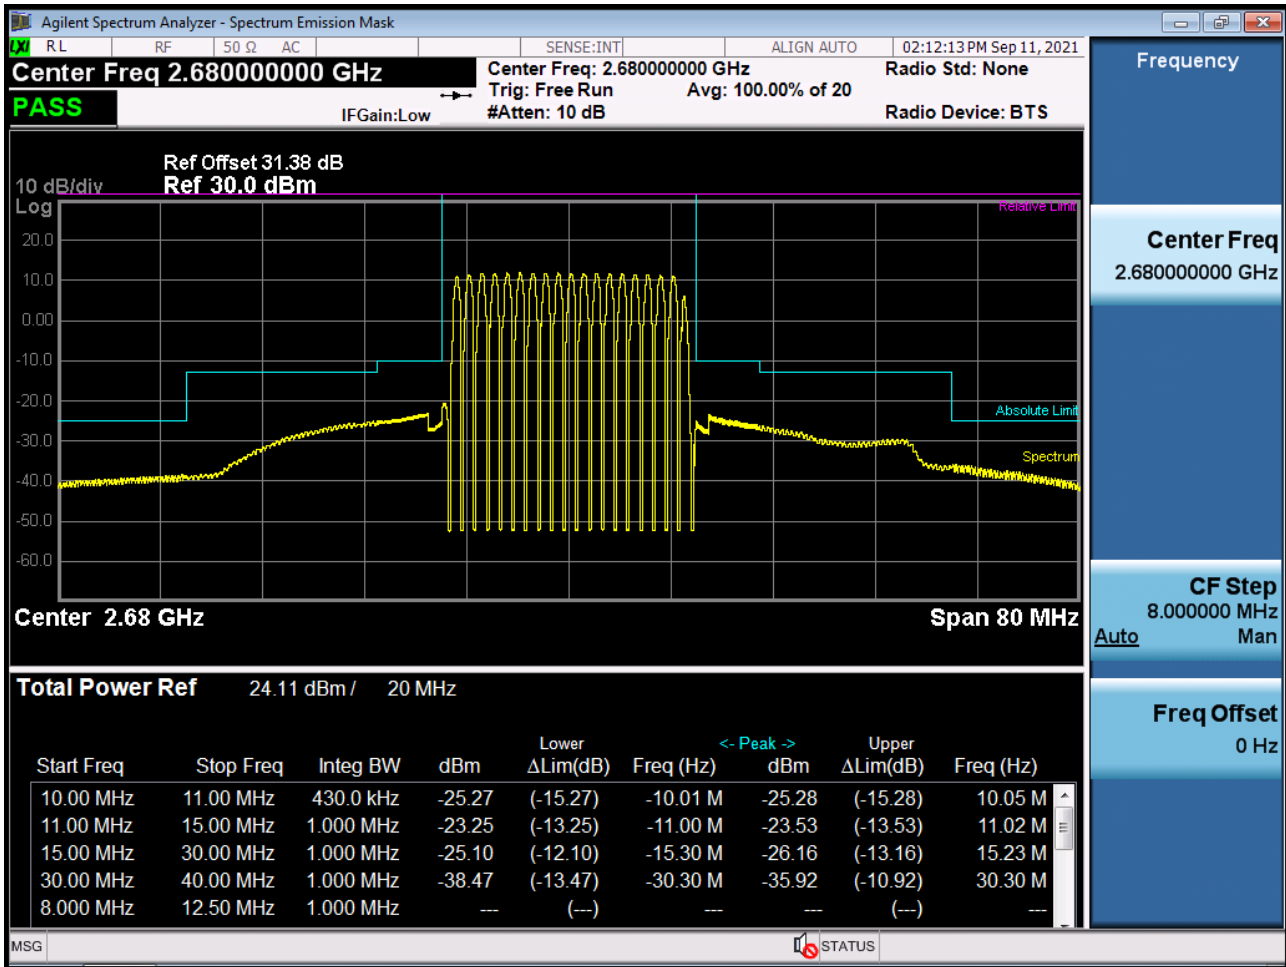 Agilent Spectrum Analyzer - Spectrum Emission Mask
LXI RL RF 50 Ω AC SENSE:INT ALIGN AUTO 02:12:13 PM Sep 11, 2021
Center Freq 2.680000000 GHz
Center Freq: 2.680000000 GHz
Radio Std: None
Trig: Free Run Avg: 100.00% of 20
PASS
IFGain:Low
#Atten: 10 dB
Radio Device: BTS
Ref Offset 31.38 dB
10 dB/div Ref 30.0 dBm
Log
Relative Limit
20.0
10.0
0.00
-10.0
-20.0
Absolute Limit
-30.0
Spectrum
-40.0
-50.0
-60.0
Center 2.68 GHz Span 80 MHz
Total Power Ref 24.11 dBm / 20 MHz
Lower <- Peak -> Upper
Start Freq Stop Freq Integ BW dBm ΔLim(dB) Freq (Hz) dBm ΔLim(dB) Freq (Hz)
10.00 MHz 11.00 MHz 430.0 kHz -25.27 (-15.27) -10.01 M -25.28 (-15.28) 10.05 M
11.00 MHz 15.00 MHz 1.000 MHz -23.25 (-13.25) -11.00 M -23.53 (-13.53) 11.02 M
15.00 MHz 30.00 MHz 1.000 MHz -25.10 (-12.10) -15.30 M -26.16 (-13.16) 15.23 M
30.00 MHz 40.00 MHz 1.000 MHz -38.47 (-13.47) -30.30 M -35.92 (-10.92) 30.30 M
8.000 MHz 12.50 MHz 1.000 MHz --- (---) --- --- (---) ---
MSG STATUS
Frequency
Center Freq
2.680000000 GHz
CF Step
8.000000 MHz
Auto Man
Freq Offset
0 Hz